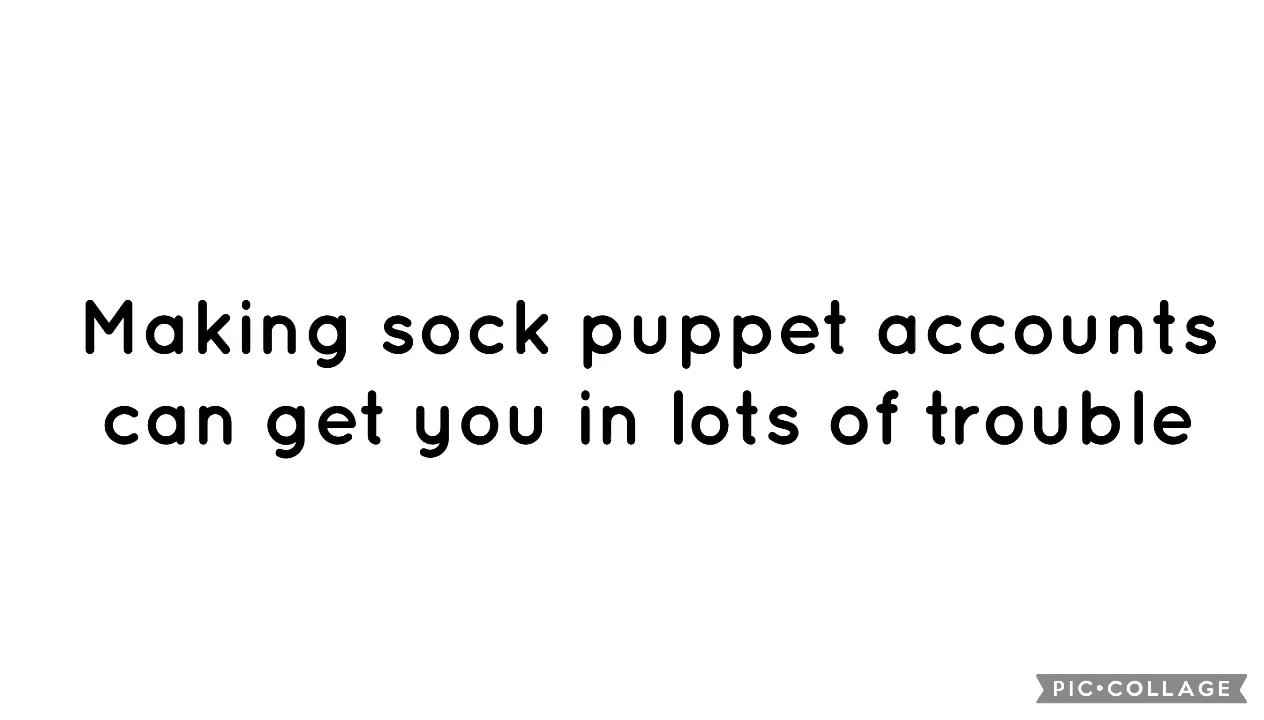 Making sock puppet accounts
can get you in lots of trouble
PIC•COLLAGE